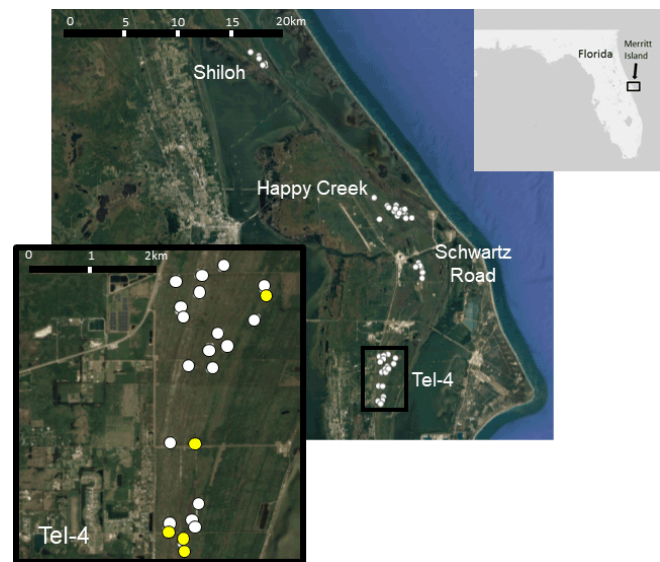 0 5 10 15 20km
Shiloh
Florida
Merritt
Island
Happy Creek
Schwartz
Road
0 1 2km
Tel-4
Tel-4